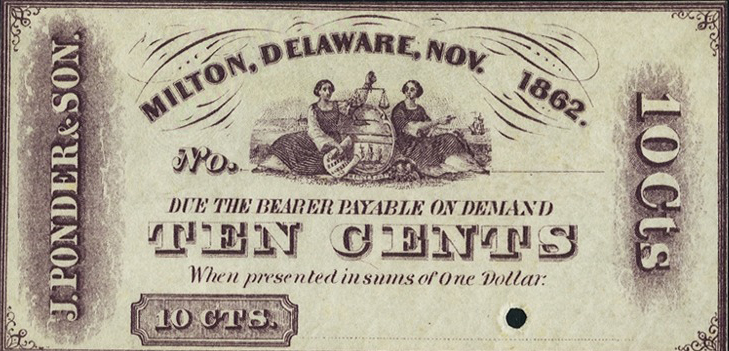 J. PONDER & SON.
MILTON, DELAWARE, NOV. 1862.
No.
DUE THE BEARER PAYABLE ON DEMAND
TEN CENTS
When presented in sums of One Dollar.
10 CTS.
10 Cts